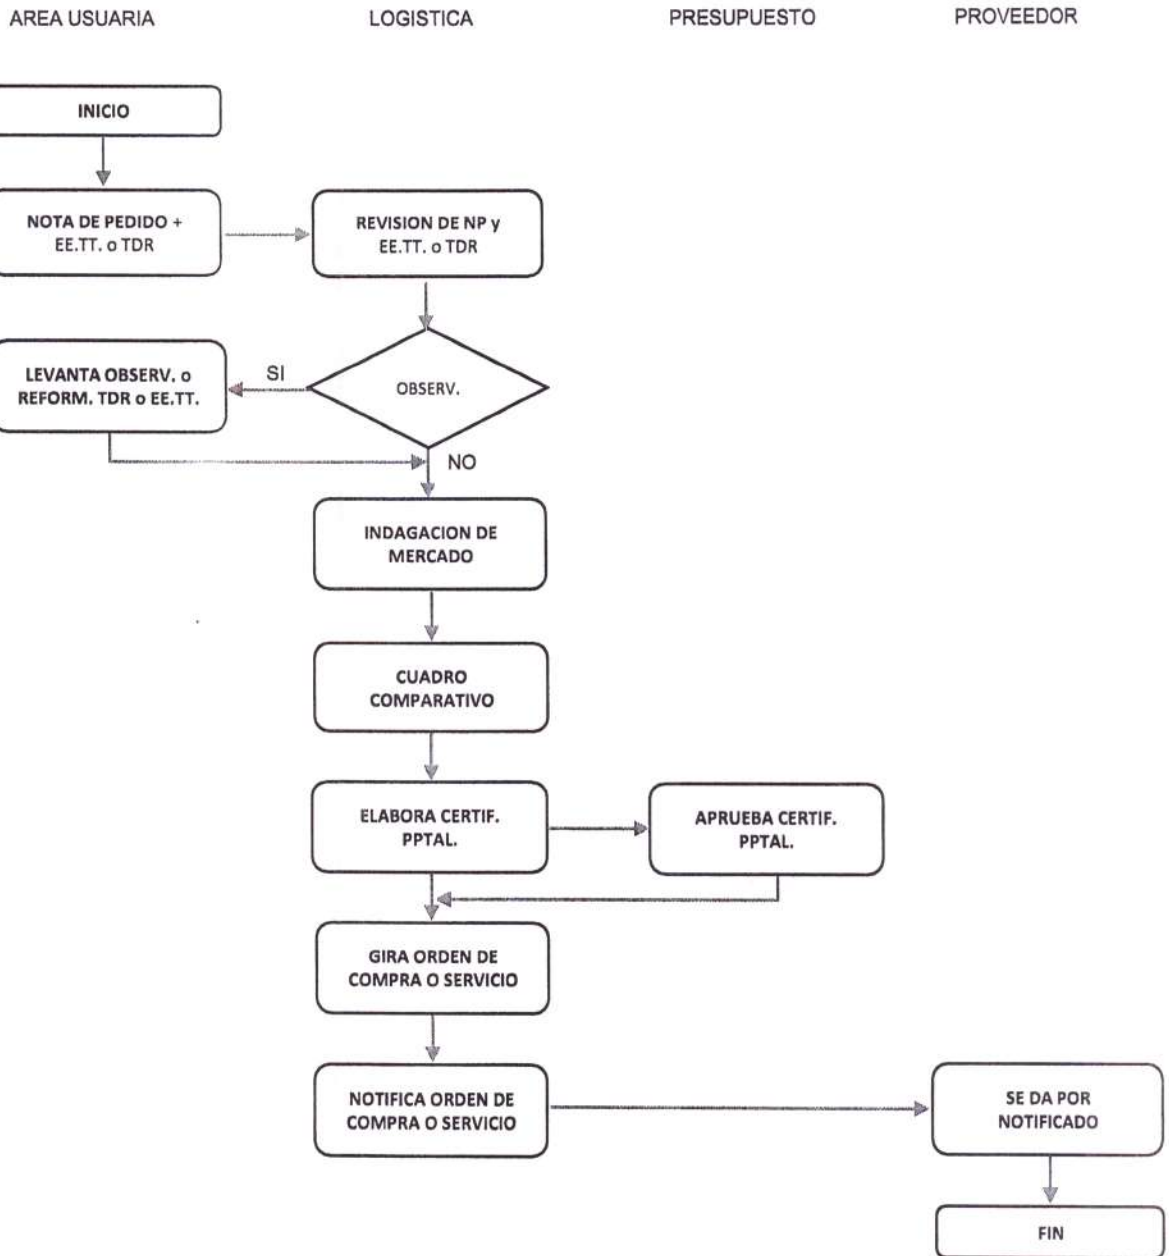 AREA USUARIA
LOGISTICA
PRESUPUESTO
PROVEEDOR
INICIO
NOTA DE PEDIDO +
EE.TT. o TDR
REVISION DE NP y
EE.TT. o TDR
LEVANTA OBSERV. o
REFORM. TDR o EE.TT.
SI
OBSERV.
NO
INDAGACION DE
MERCADO
CUADRO
COMPARATIVO
ELABORA CERTIF.
PPTAL.
APRUEBA CERTIF.
PPTAL.
GIRA ORDEN DE
COMPRA O SERVICIO
NOTIFICA ORDEN DE
COMPRA O SERVICIO
SE DA POR
NOTIFICADO
FIN